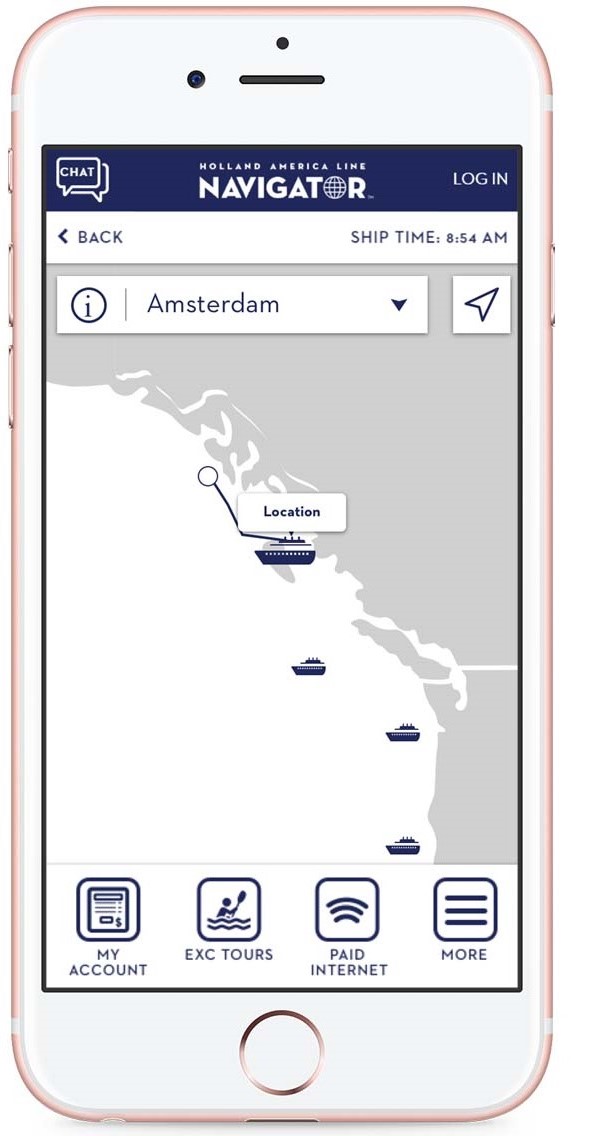 CHAT
HOLLAND AMERICA LINE
NAVIGATOR™
LOG IN
BACK
SHIP TIME: 8:54 AM
i
Amsterdam
Location
$
MY
ACCOUNT
EXC TOURS
PAID
INTERNET
MORE